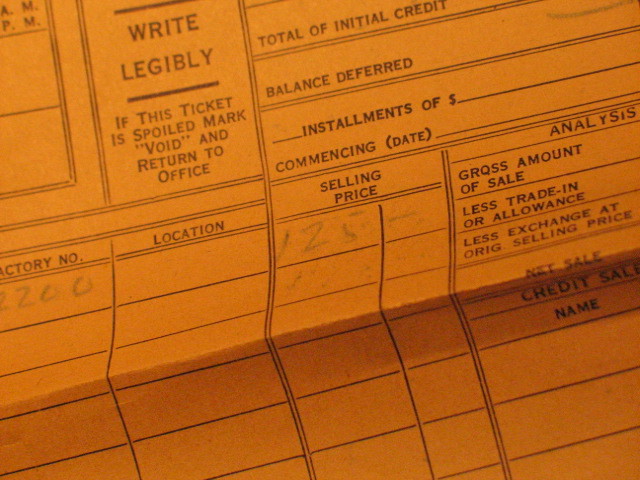 A. M.
P. M.
WRITE
LEGIBLY
IF THIS TICKET
IS SPOILED MARK
"VOID" AND
RETURN TO
OFFICE
TOTAL OF INITIAL CREDIT
BALANCE DEFERRED
INSTALLMENTS OF $
COMMENCING (DATE)
ANALYSIS
SELLING
PRICE
GROSS AMOUNT
OF SALE
LESS TRADE-IN
OR ALLOWANCE
LESS EXCHANGE AT
ORIG SELLING PRICE
NET SALE
CREDIT SALE
NAME
ACTORY NO.
LOCATION
2200
125-